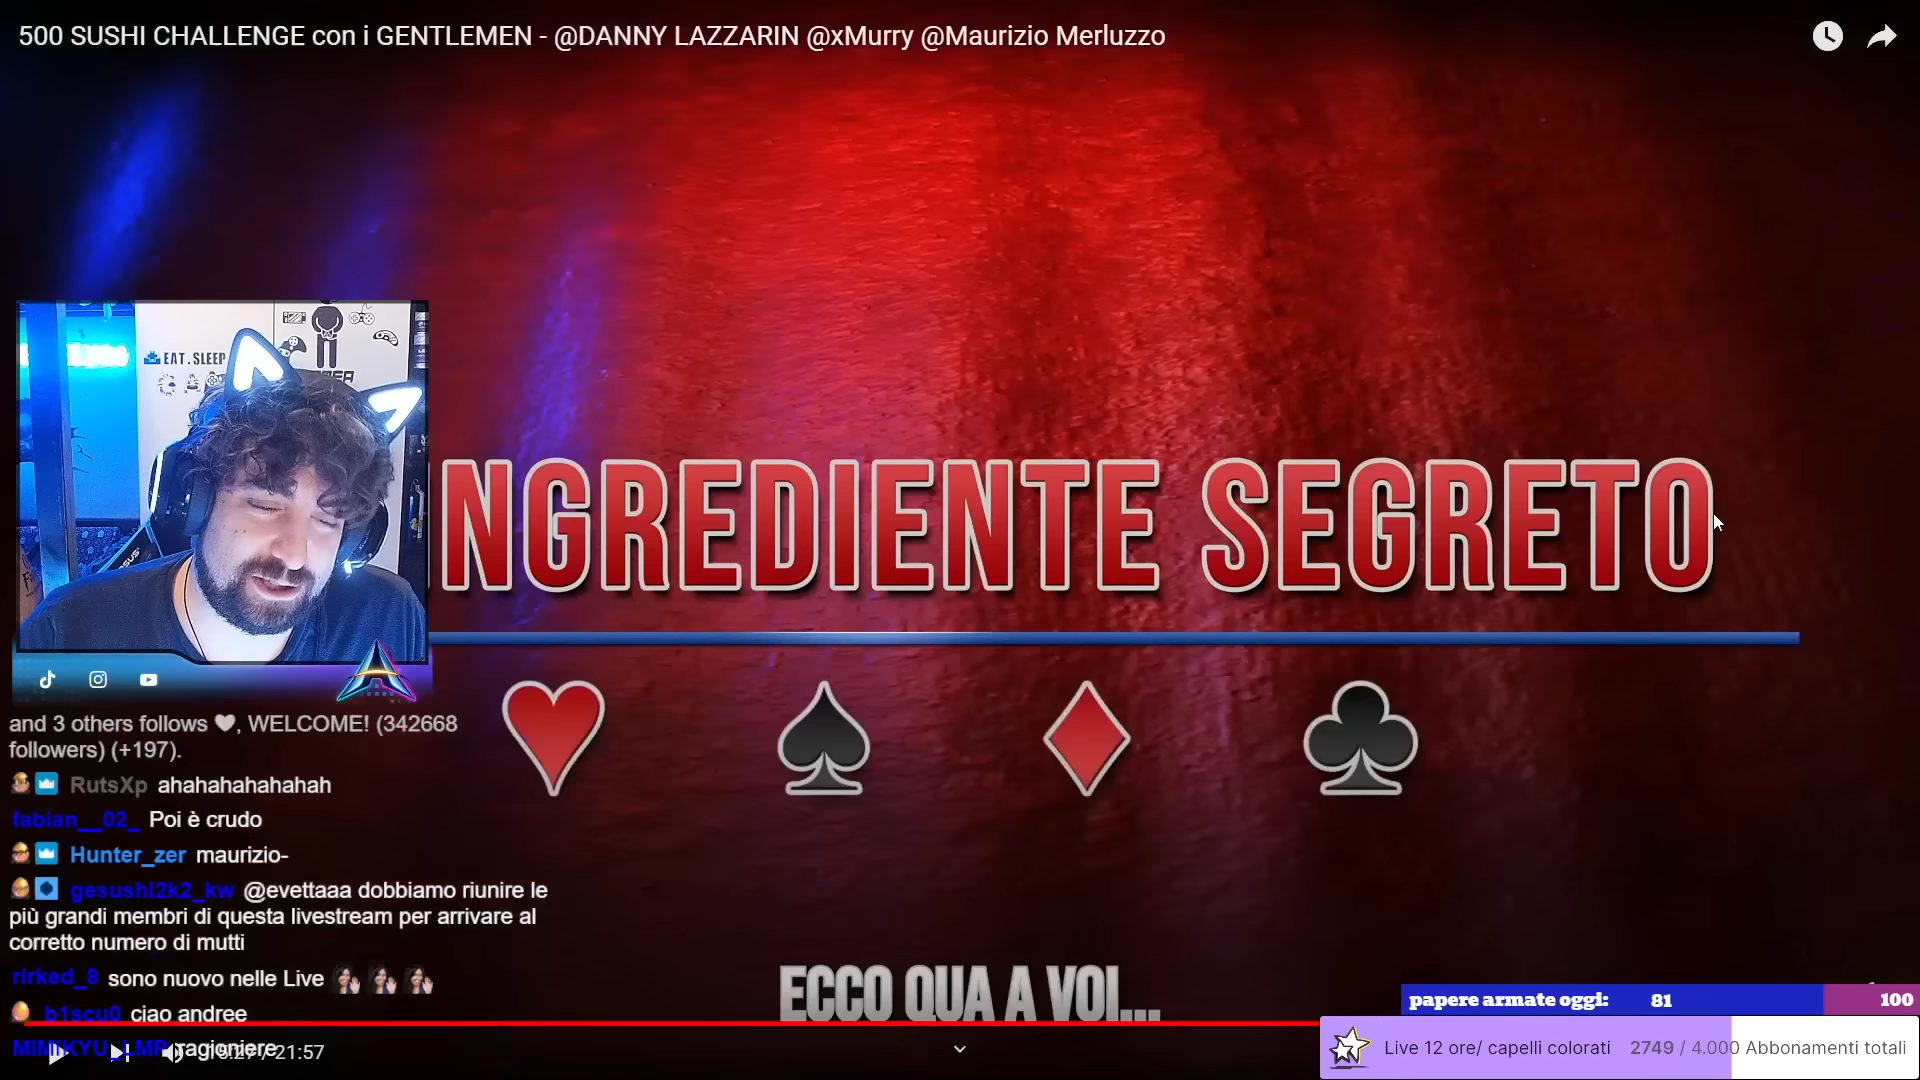 500 SUSHI CHALLENGE con i GENTLEMEN - @DANNY LAZZARIN @xMurry @Maurizio Merluzzo
EAT.SLEEP
NGREDIENTE SEGRETO
and 3 others follows ♥, WELCOME! (342668
followers) (+197).
RutsXp ahahahahahahah
fabian__02_ Poi è crudo
Hunter_zer maurizio-
gesushi2k2_kw @evettaaa dobbiamo riunire le
più grandi membri di questa livestream per arrivare al
corretto numero di mutti
rirked_8 sono nuovo nelle Live
b1scu0 ciao andree
ECCO QUA A VOI...
ragioniere
/ 21:57
papere armate oggi: 81 100
Live 12 ore/ capelli colorati 2749 / 4.000 Abbonamenti totali